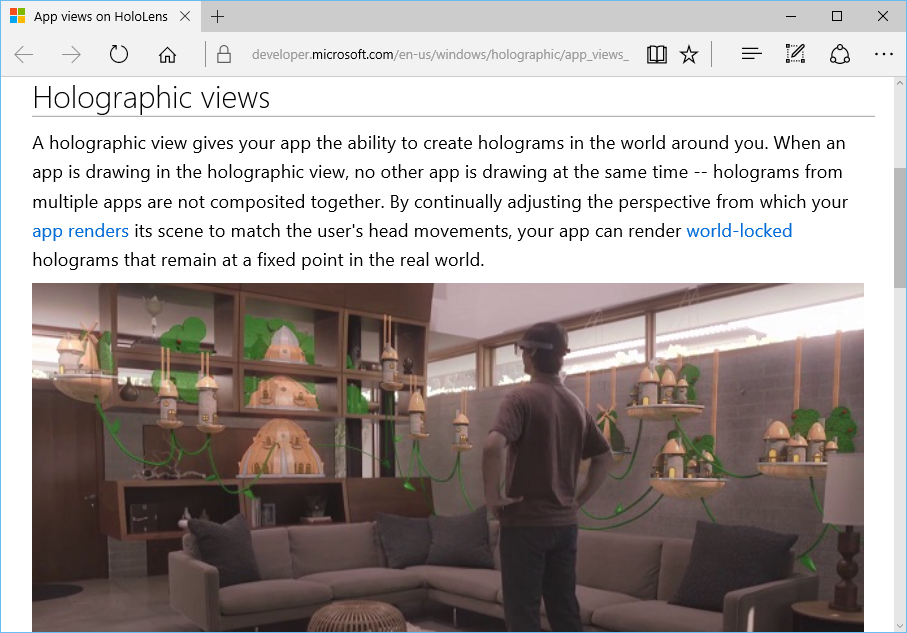 App views on HoloLens
developer.microsoft.com/en-us/windows/holographic/app_views_
Holographic views
A holographic view gives your app the ability to create holograms in the world around you. When an
app is drawing in the holographic view, no other app is drawing at the same time -- holograms from
multiple apps are not composited together. By continually adjusting the perspective from which your
app renders its scene to match the user's head movements, your app can render world-locked
holograms that remain at a fixed point in the real world.